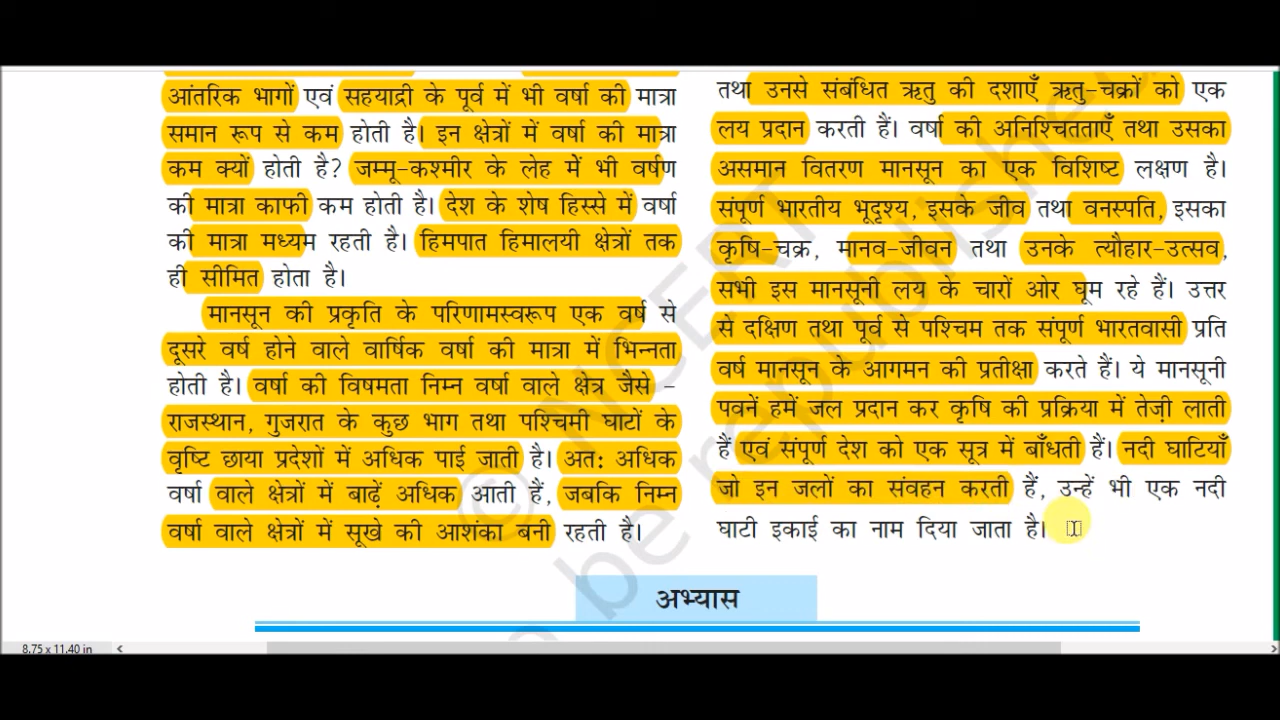 आंतरिक भागों एवं सहयाद्री के पूर्व में भी वर्षा की मात्रा
समान रूप से कम होती है। इन क्षेत्रों में वर्षा की मात्रा
कम क्यों होती है? जम्मू-कश्मीर के लेह में भी वर्षण
की मात्रा काफी कम होती है। देश के शेष हिस्से में वर्षा
की मात्रा मध्यम रहती है। हिमपात हिमालयी क्षेत्रों तक
ही सीमित होता है।
मानसून की प्रकृति के परिणामस्वरूप एक वर्ष से
दूसरे वर्ष होने वाले वार्षिक वर्षा की मात्रा में भिन्नता
होती है। वर्षा की विषमता निम्न वर्षा वाले क्षेत्र जैसे –
राजस्थान, गुजरात के कुछ भाग तथा पश्चिमी घाटों के
वृष्टि छाया प्रदेशों में अधिक पाई जाती है। अतः अधिक
वर्षा वाले क्षेत्रों में बाढ़ें अधिक आती हैं, जबकि निम्न
वर्षा वाले क्षेत्रों में सूखे की आशंका बनी रहती है।
तथा उनसे संबंधित ऋतु की दशाएँ ऋतु-चक्रों को एक
लय प्रदान करती हैं। वर्षा की अनिश्चितताएँ तथा उसका
असमान वितरण मानसून का एक विशिष्ट लक्षण है।
संपूर्ण भारतीय भूदृश्य, इसके जीव तथा वनस्पति, इसका
कृषि-चक्र, मानव-जीवन तथा उनके त्यौहार-उत्सव,
सभी इस मानसूनी लय के चारों ओर घूम रहे हैं। उत्तर
से दक्षिण तथा पूर्व से पश्चिम तक संपूर्ण भारतवासी प्रति
वर्ष मानसून के आगमन की प्रतीक्षा करते हैं। ये मानसूनी
पवनें हमें जल प्रदान कर कृषि की प्रक्रिया में तेज़ी लाती
हैं एवं संपूर्ण देश को एक सूत्र में बाँधती हैं। नदी घाटियाँ
जो इन जलों का संवहन करती हैं, उन्हें भी एक नदी
घाटी इकाई का नाम दिया जाता है।
अभ्यास
8.75 x 11.40 in
© NCERT
be republished